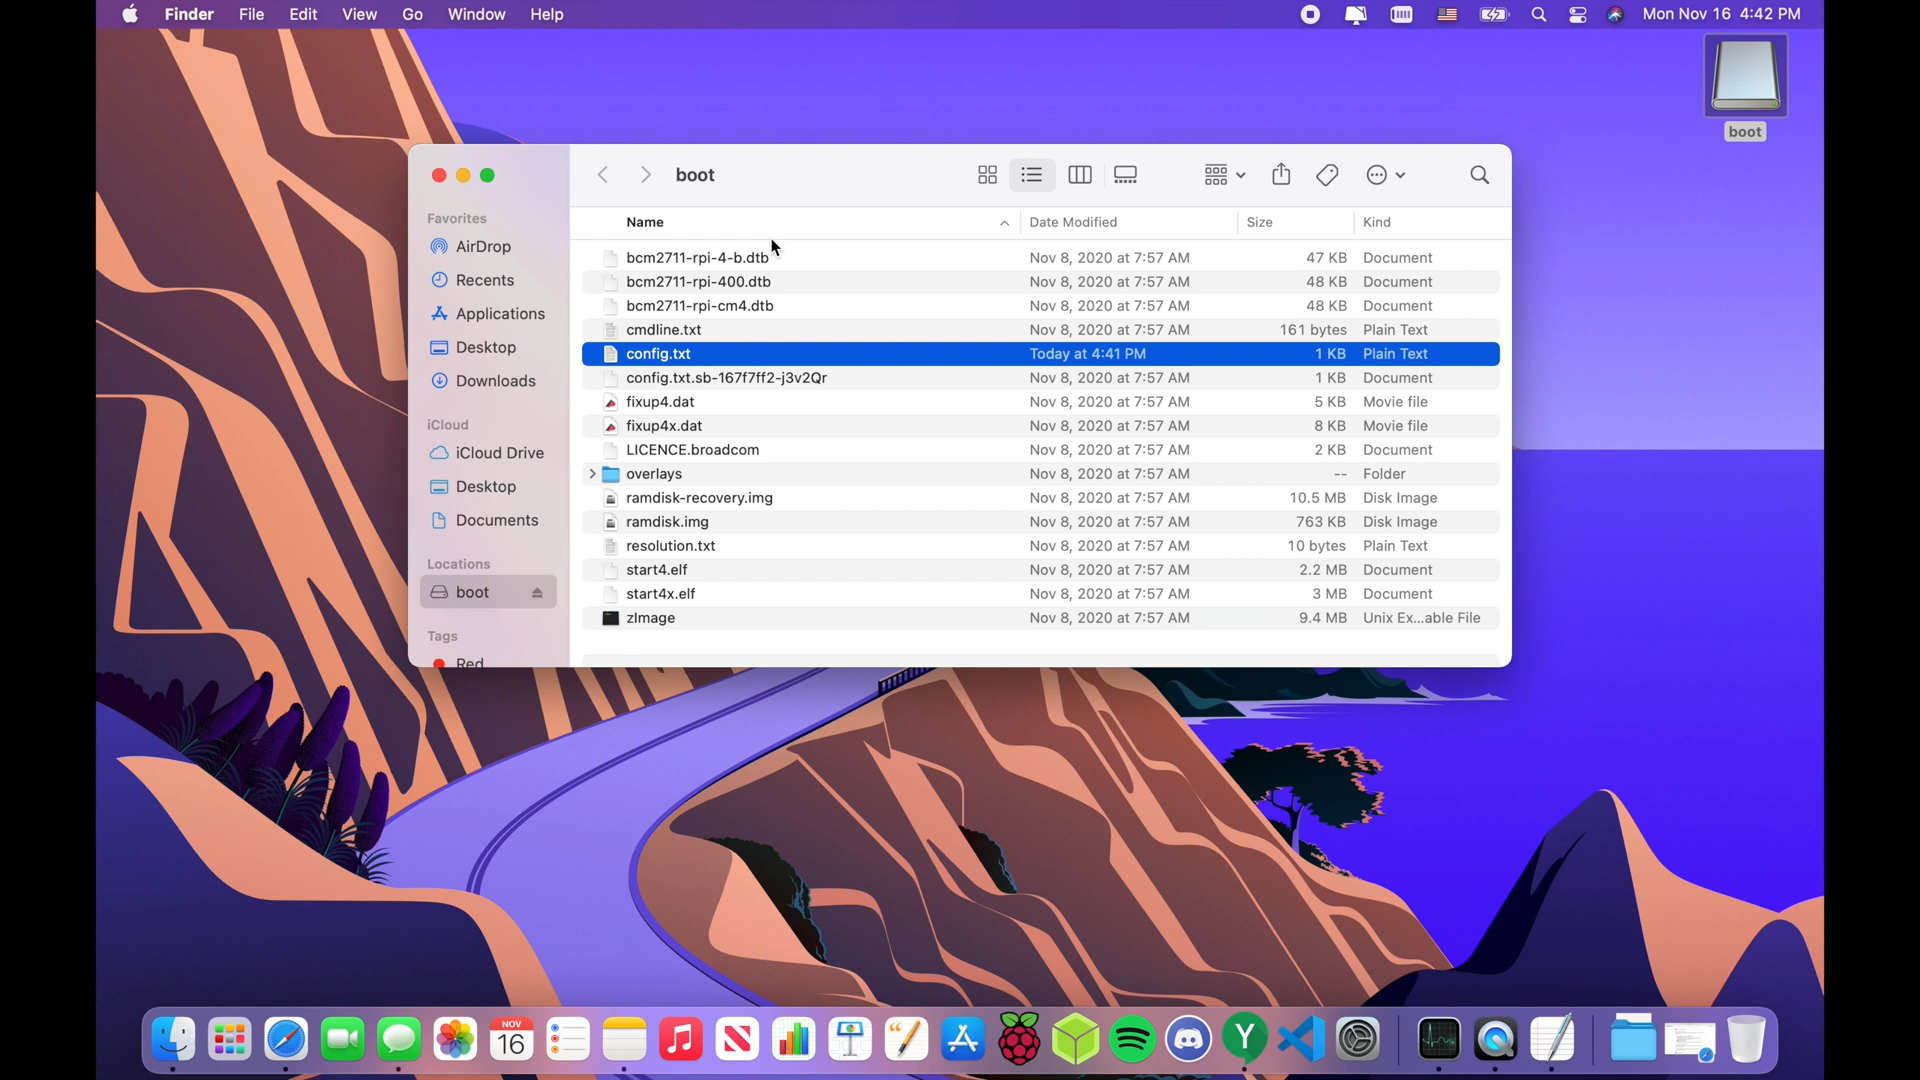 Finder File Edit View Go Window Help Mon Nov 16 4:42 PM
boot
boot
Favorites
AirDrop
Recents
Applications
Desktop
Downloads
iCloud
iCloud Drive
Desktop
Documents
Locations
boot
Tags
Red
Name Date Modified Size Kind
bcm2711-rpi-4-b.dtb Nov 8, 2020 at 7:57 AM 47 KB Document
bcm2711-rpi-400.dtb Nov 8, 2020 at 7:57 AM 48 KB Document
bcm2711-rpi-cm4.dtb Nov 8, 2020 at 7:57 AM 48 KB Document
cmdline.txt Nov 8, 2020 at 7:57 AM 161 bytes Plain Text
config.txt Today at 4:41 PM 1 KB Plain Text
config.txt.sb-167f7ff2-j3v2Qr Nov 8, 2020 at 7:57 AM 1 KB Document
fixup4.dat Nov 8, 2020 at 7:57 AM 5 KB Movie file
fixup4x.dat Nov 8, 2020 at 7:57 AM 8 KB Movie file
LICENCE.broadcom Nov 8, 2020 at 7:57 AM 2 KB Document
overlays Nov 8, 2020 at 7:57 AM -- Folder
ramdisk-recovery.img Nov 8, 2020 at 7:57 AM 10.5 MB Disk Image
ramdisk.img Nov 8, 2020 at 7:57 AM 763 KB Disk Image
resolution.txt Nov 8, 2020 at 7:57 AM 10 bytes Plain Text
start4.elf Nov 8, 2020 at 7:57 AM 2.2 MB Document
start4x.elf Nov 8, 2020 at 7:57 AM 3 MB Document
zImage Nov 8, 2020 at 7:57 AM 9.4 MB Unix Ex...able File
NOV
16
Y